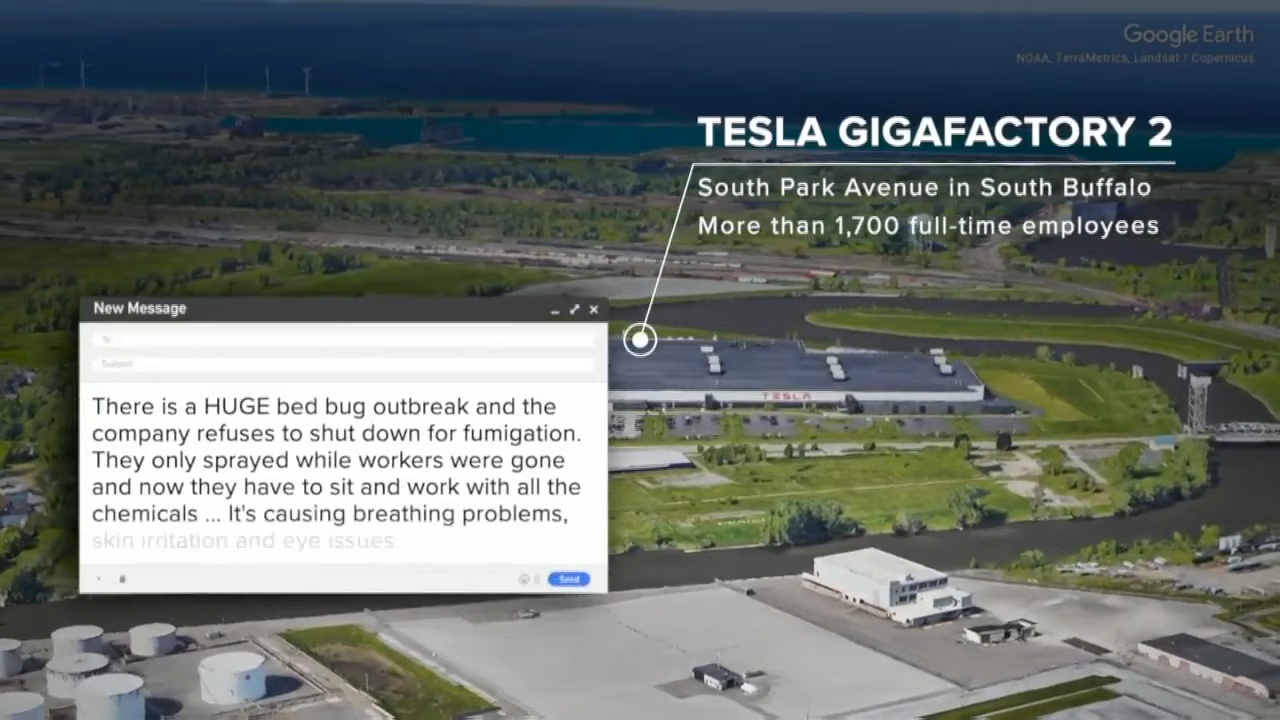 Google Earth
NOAA, TerraMetrics, Landsat / Copernicus
TESLA GIGAFACTORY 2
South Park Avenue in South Buffalo
More than 1,700 full-time employees
New Message
To
Subject
There is a HUGE bed bug outbreak and the
company refuses to shut down for fumigation.
They only sprayed while workers were gone
and now they have to sit and work with all the
chemicals ... It's causing breathing problems,
skin irritation and eye issues.
Send
TESLA